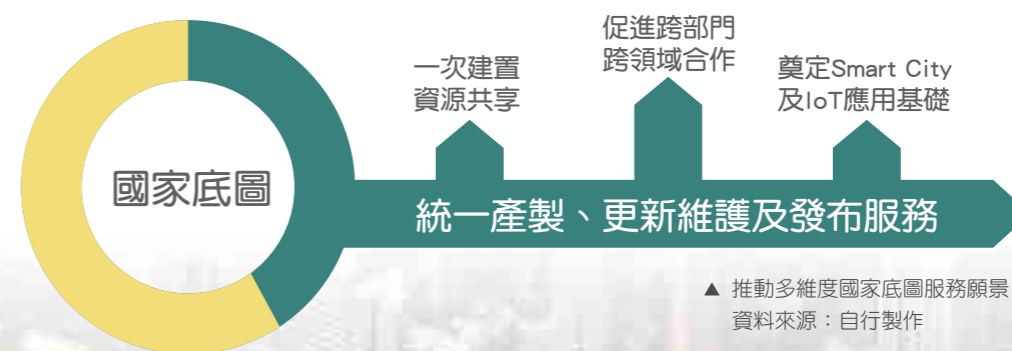 國家底圖
一次建置
資源共享
促進跨部門
跨領域合作
奠定Smart City
及IoT應用基礎
統一產製、更新維護及發布服務
▲ 推動多維度國家底圖服務願景
資料來源：自行製作